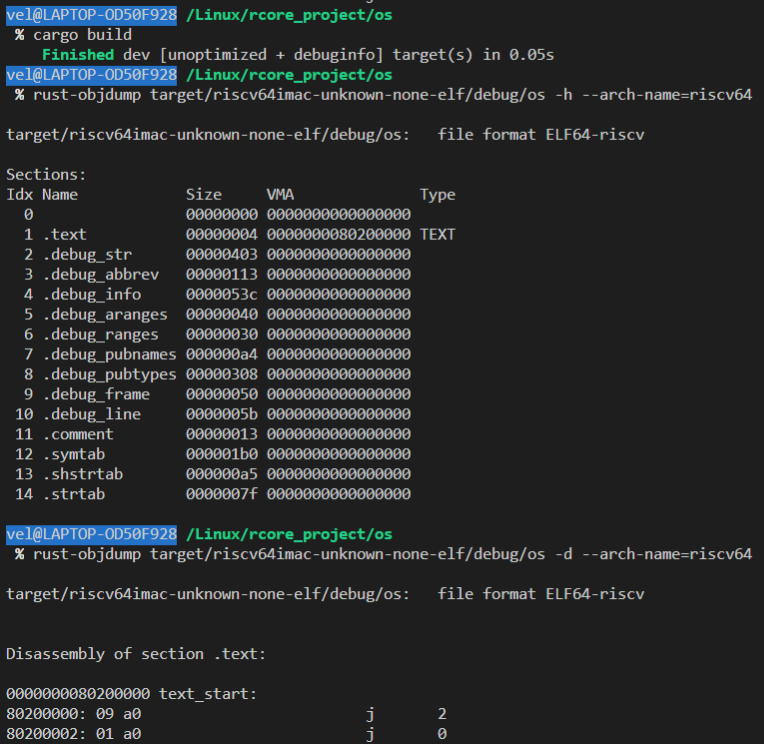 vel@LAPTOP-OD50F928 /Linux/rcore_project/os
% cargo build
Finished dev [unoptimized + debuginfo] target(s) in 0.05s
vel@LAPTOP-OD50F928 /Linux/rcore_project/os
% rust-objdump target/riscv64imac-unknown-none-elf/debug/os -h --arch-name=riscv64
target/riscv64imac-unknown-none-elf/debug/os: file format ELF64-riscv
Sections:
Idx Name Size VMA Type
0 00000000 0000000000000000
1 .text 00000004 0000000080200000 TEXT
2 .debug_str 00000403 0000000000000000
3 .debug_abbrev 00000113 0000000000000000
4 .debug_info 0000053c 0000000000000000
5 .debug_aranges 00000040 0000000000000000
6 .debug_ranges 00000030 0000000000000000
7 .debug_pubnames 000000a4 0000000000000000
8 .debug_pubtypes 00000308 0000000000000000
9 .debug_frame 00000050 0000000000000000
10 .debug_line 0000005b 0000000000000000
11 .comment 00000013 0000000000000000
12 .symtab 000001b0 0000000000000000
13 .shstrtab 000000a5 0000000000000000
14 .strtab 0000007f 0000000000000000
vel@LAPTOP-OD50F928 /Linux/rcore_project/os
% rust-objdump target/riscv64imac-unknown-none-elf/debug/os -d --arch-name=riscv64
target/riscv64imac-unknown-none-elf/debug/os: file format ELF64-riscv
Disassembly of section .text:
0000000080200000 text_start:
80200000: 09 a0 j 2
80200002: 01 a0 j 0